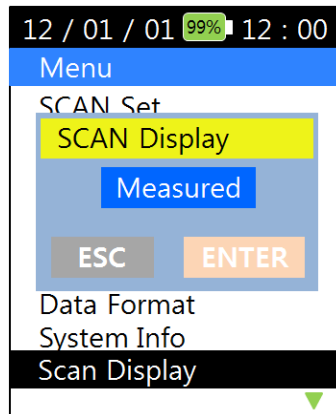 12 / 01 / 01 99% 12 : 00
Menu
SCAN Set
SCAN Display
Measured
ESC ENTER
Data Format
System Info
Scan Display